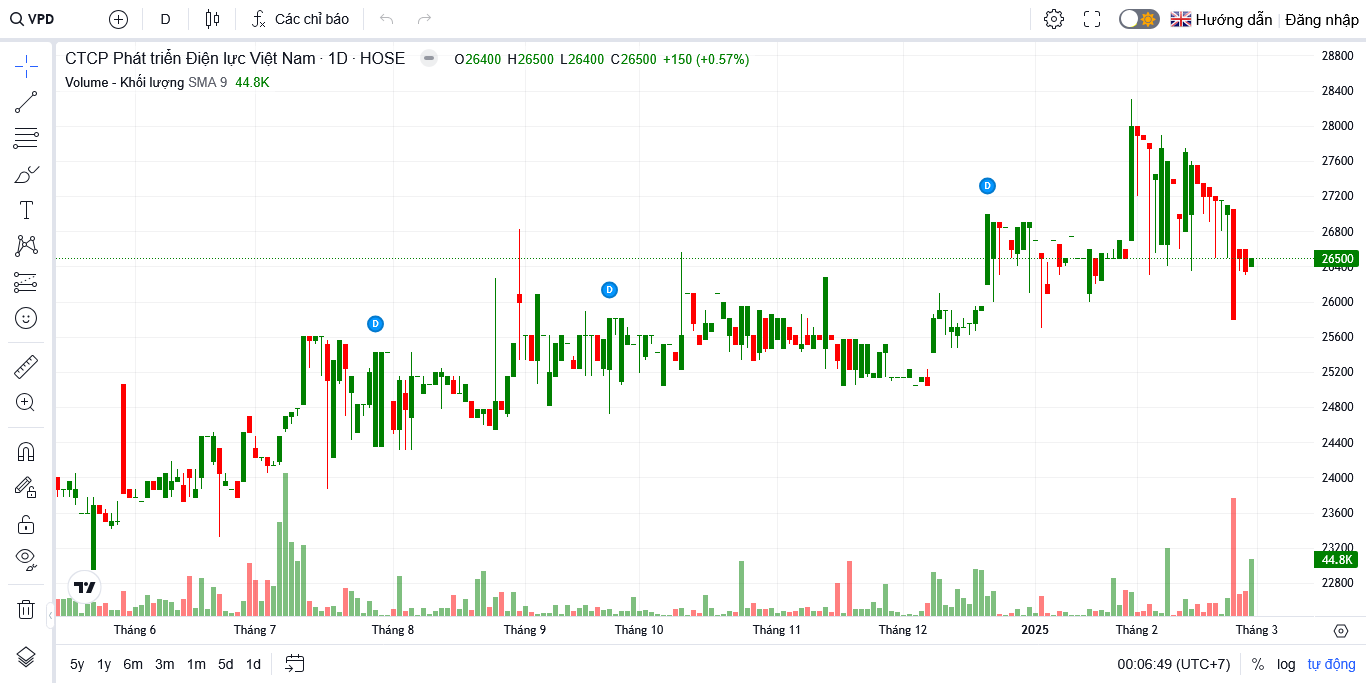 VPD D Các chỉ báo Hướng dẫn Đăng nhập
CTCP Phát triển Điện lực Việt Nam · 1D · HOSE O26400 H26500 L26400 C26500 +150 (+0.57%)
Volume - Khối lượng SMA 9 44.8K
28800
28400
28000
27600
27200
26800
26500
26400
26000
25600
25200
24800
24400
24000
23600
23200
44.8K
22800
D
D
D
Tháng 6 Tháng 7 Tháng 8 Tháng 9 Tháng 10 Tháng 11 Tháng 12 2025 Tháng 2 Tháng 3
5y 1y 6m 3m 1m 5d 1d 00:06:49 (UTC+7) % log tự động